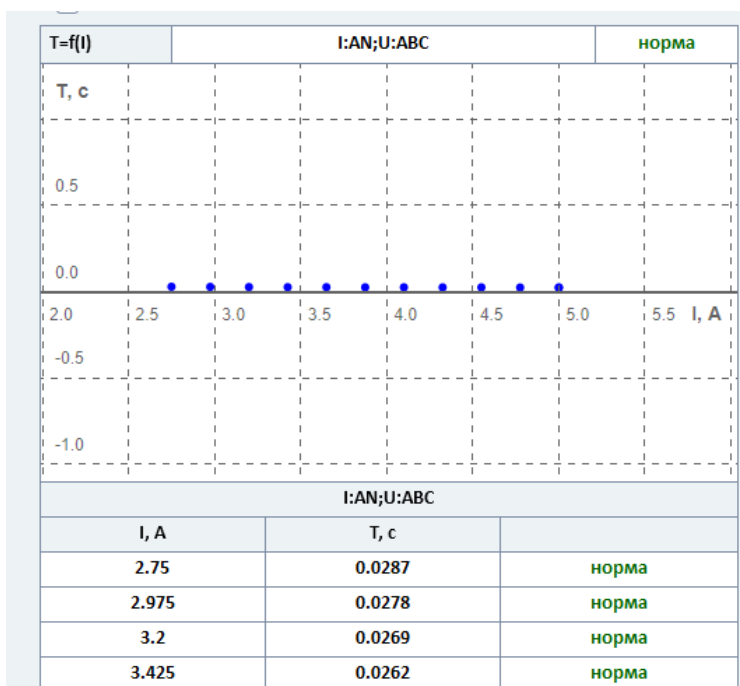 T=f(I) I:AN;U:ABC норма
T, c
0.5
0.0
2.0 2.5 3.0 3.5 4.0 4.5 5.0 5.5 I, A
-0.5
-1.0
I:AN;U:ABC
I, A T, c
2.75 0.0287 норма
2.975 0.0278 норма
3.2 0.0269 норма
3.425 0.0262 норма